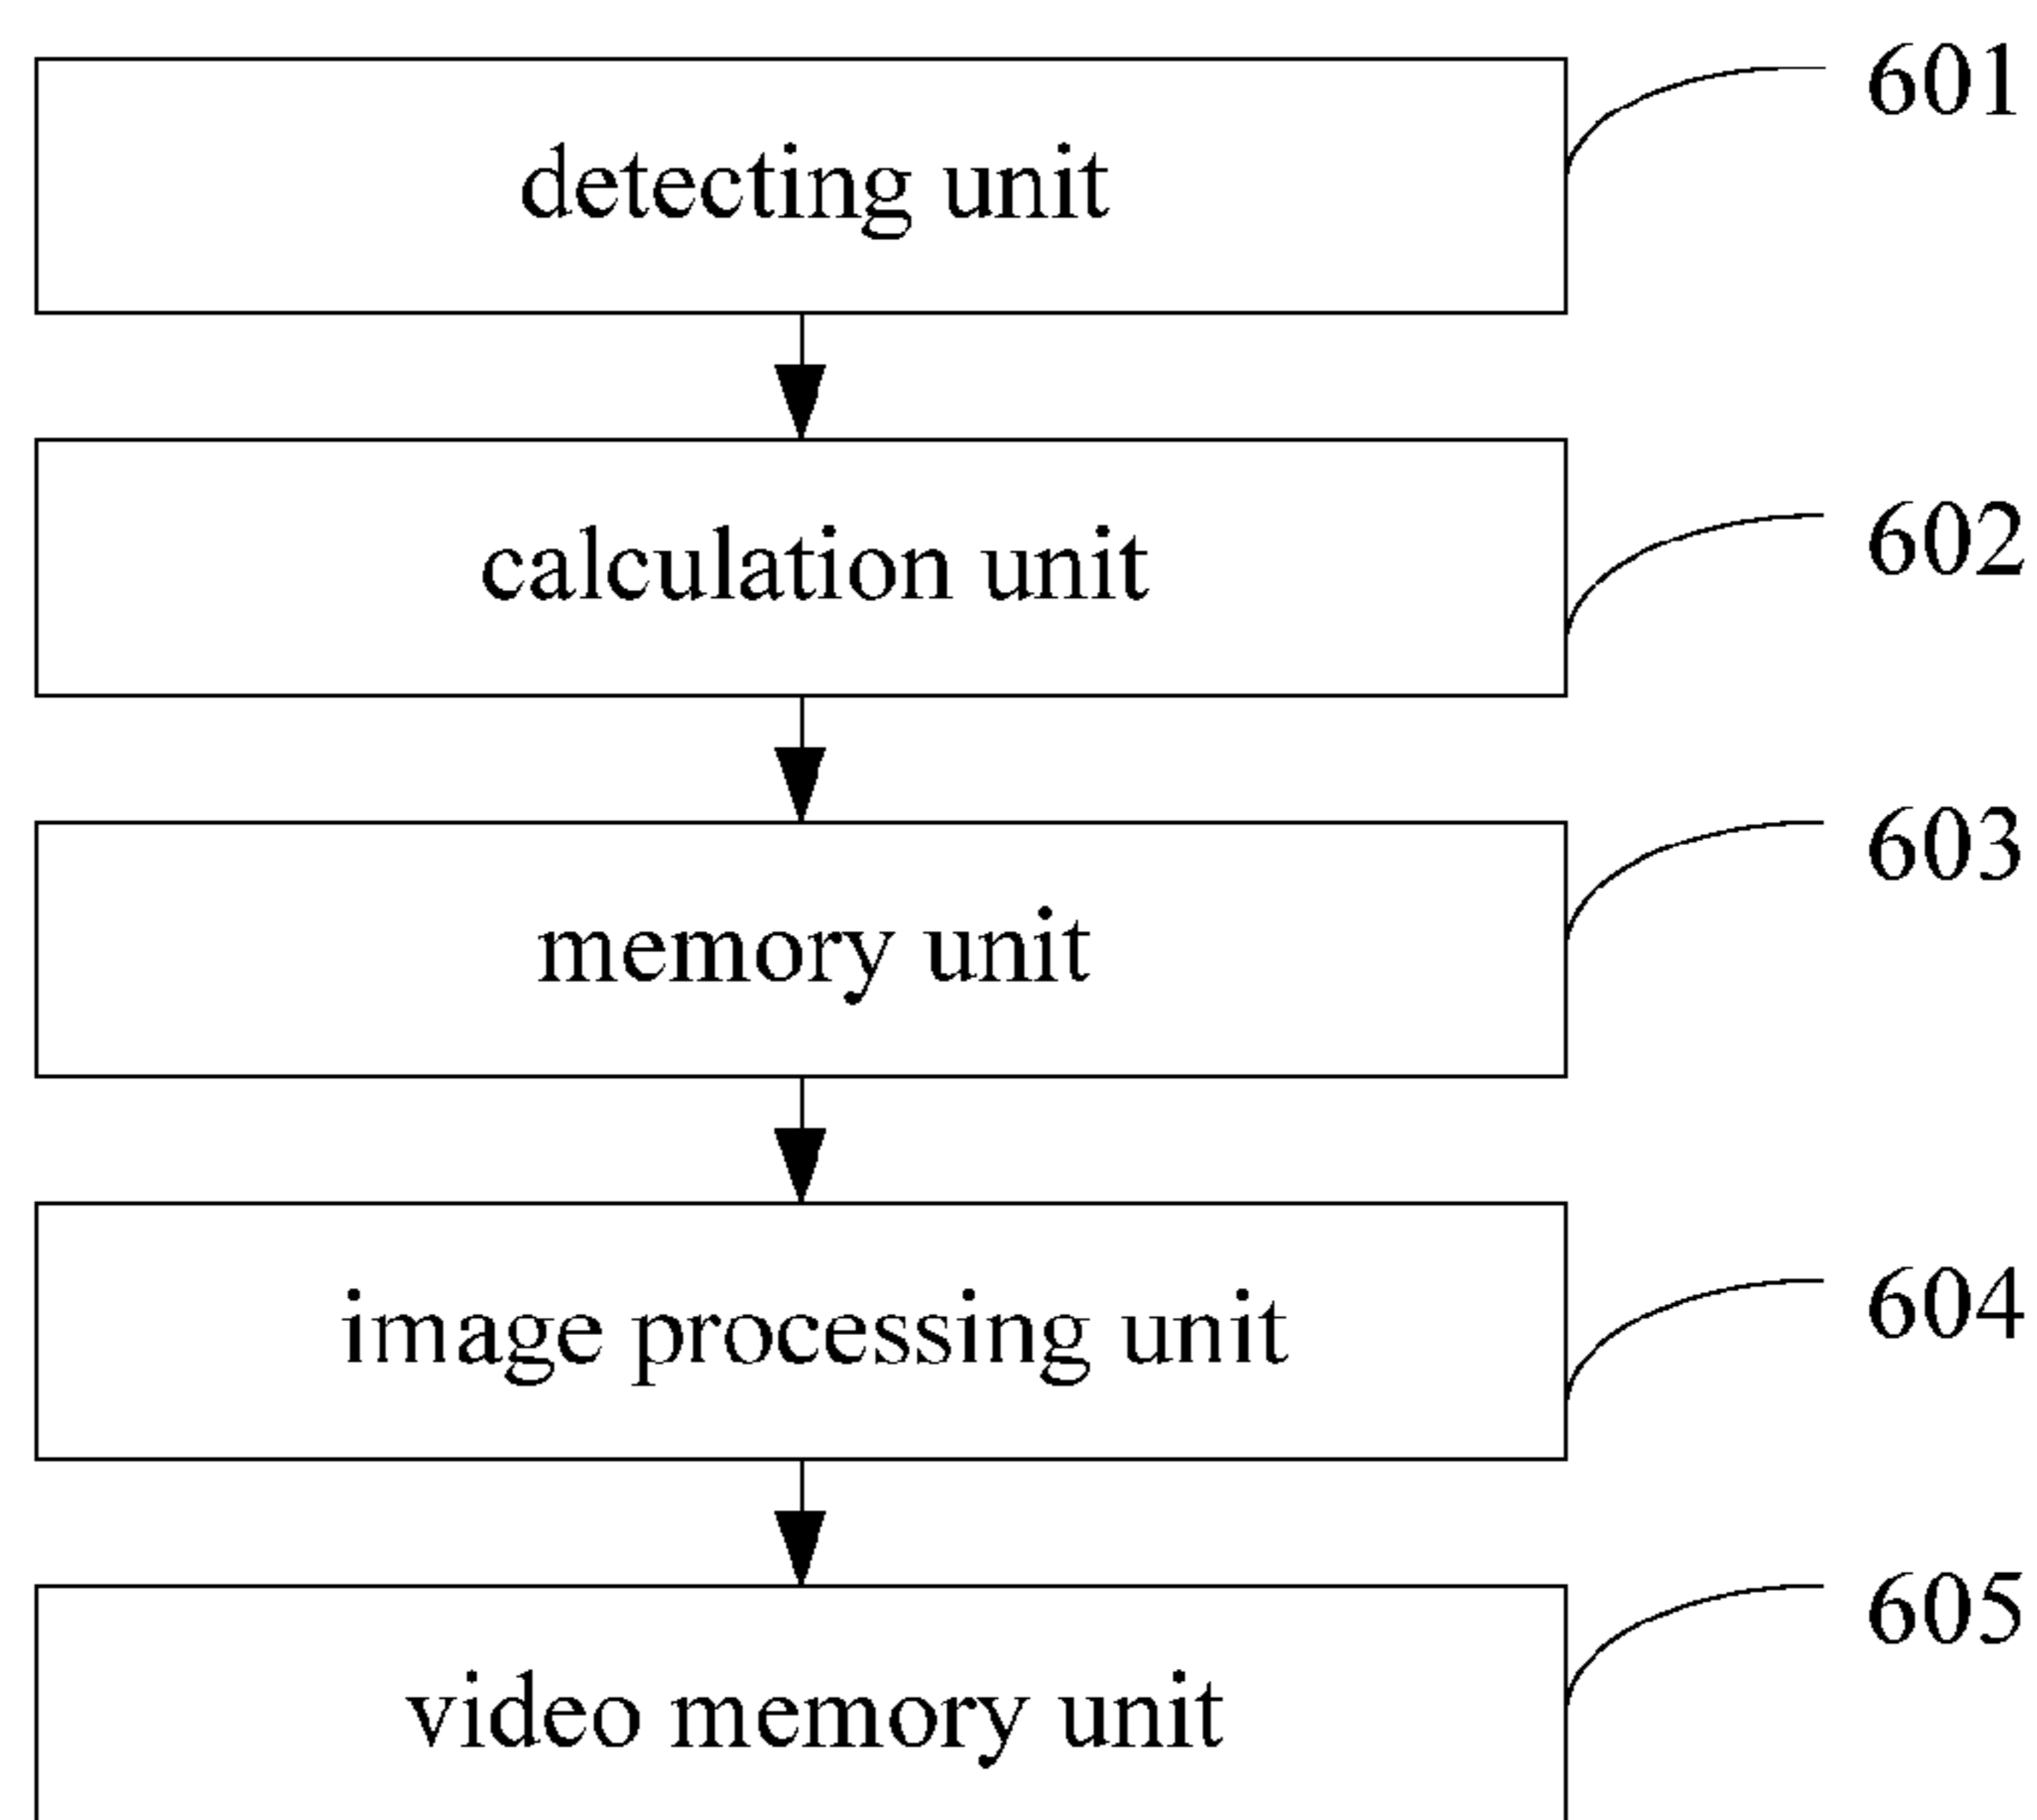 detecting unit
601
calculation unit
602
memory unit
603
image processing unit
604
video memory unit
605